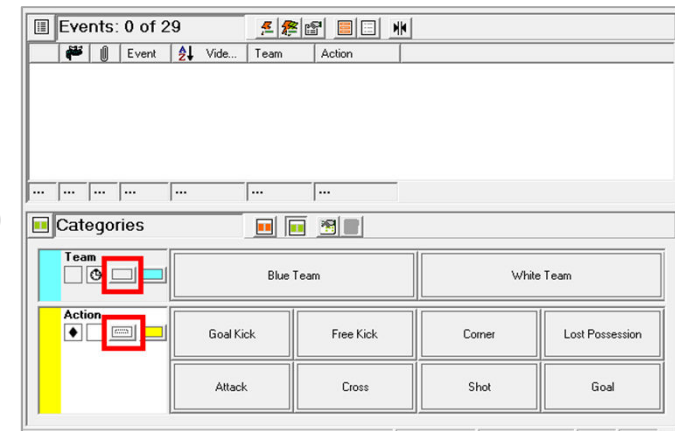 Events: 0 of 29
Event Vide... Team Action
... ... ... ... ... ... ...
Categories
Team
Blue Team White Team
Action
Goal Kick Free Kick Corner Lost Possession
Attack Cross Shot Goal